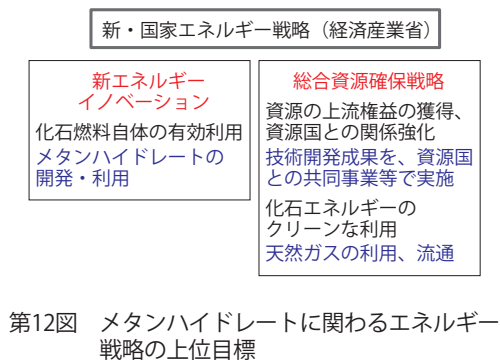 新・国家エネルギー戦略（経済産業省）
新エネルギー
イノベーション
化石燃料自体の有効利用
メタンハイドレートの
開発・利用
総合資源確保戦略
資源の上流権益の獲得、
資源国との関係強化
技術開発成果を、資源国
との共同事業等で実施
化石エネルギーの
クリーンな利用
天然ガスの利用、流通
第12図　メタンハイドレートに関わるエネルギー
戦略の上位目標